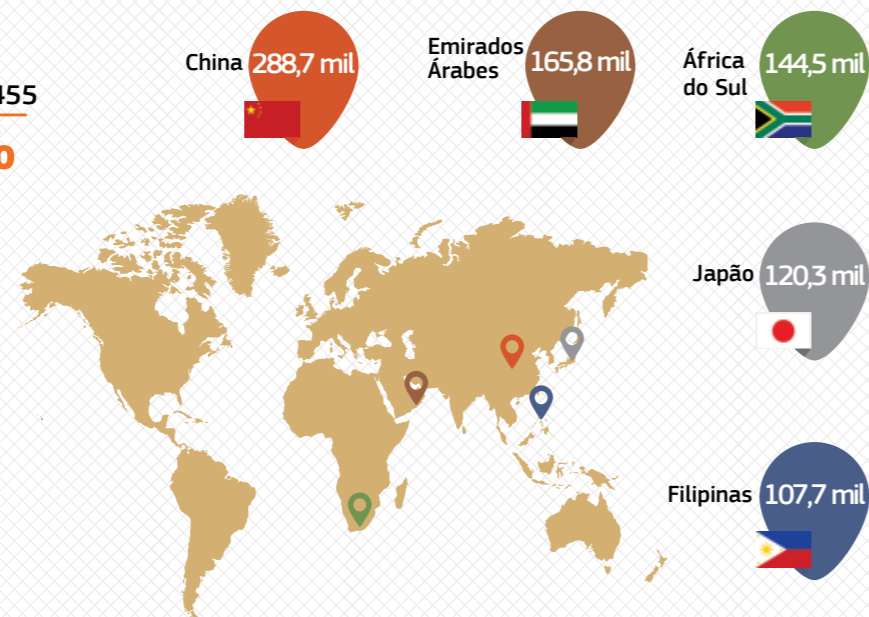 455
0
China
288,7 mil
Emirados
Árabes
165,8 mil
África
do Sul
144,5 mil
Japão
120,3 mil
Filipinas
107,7 mil